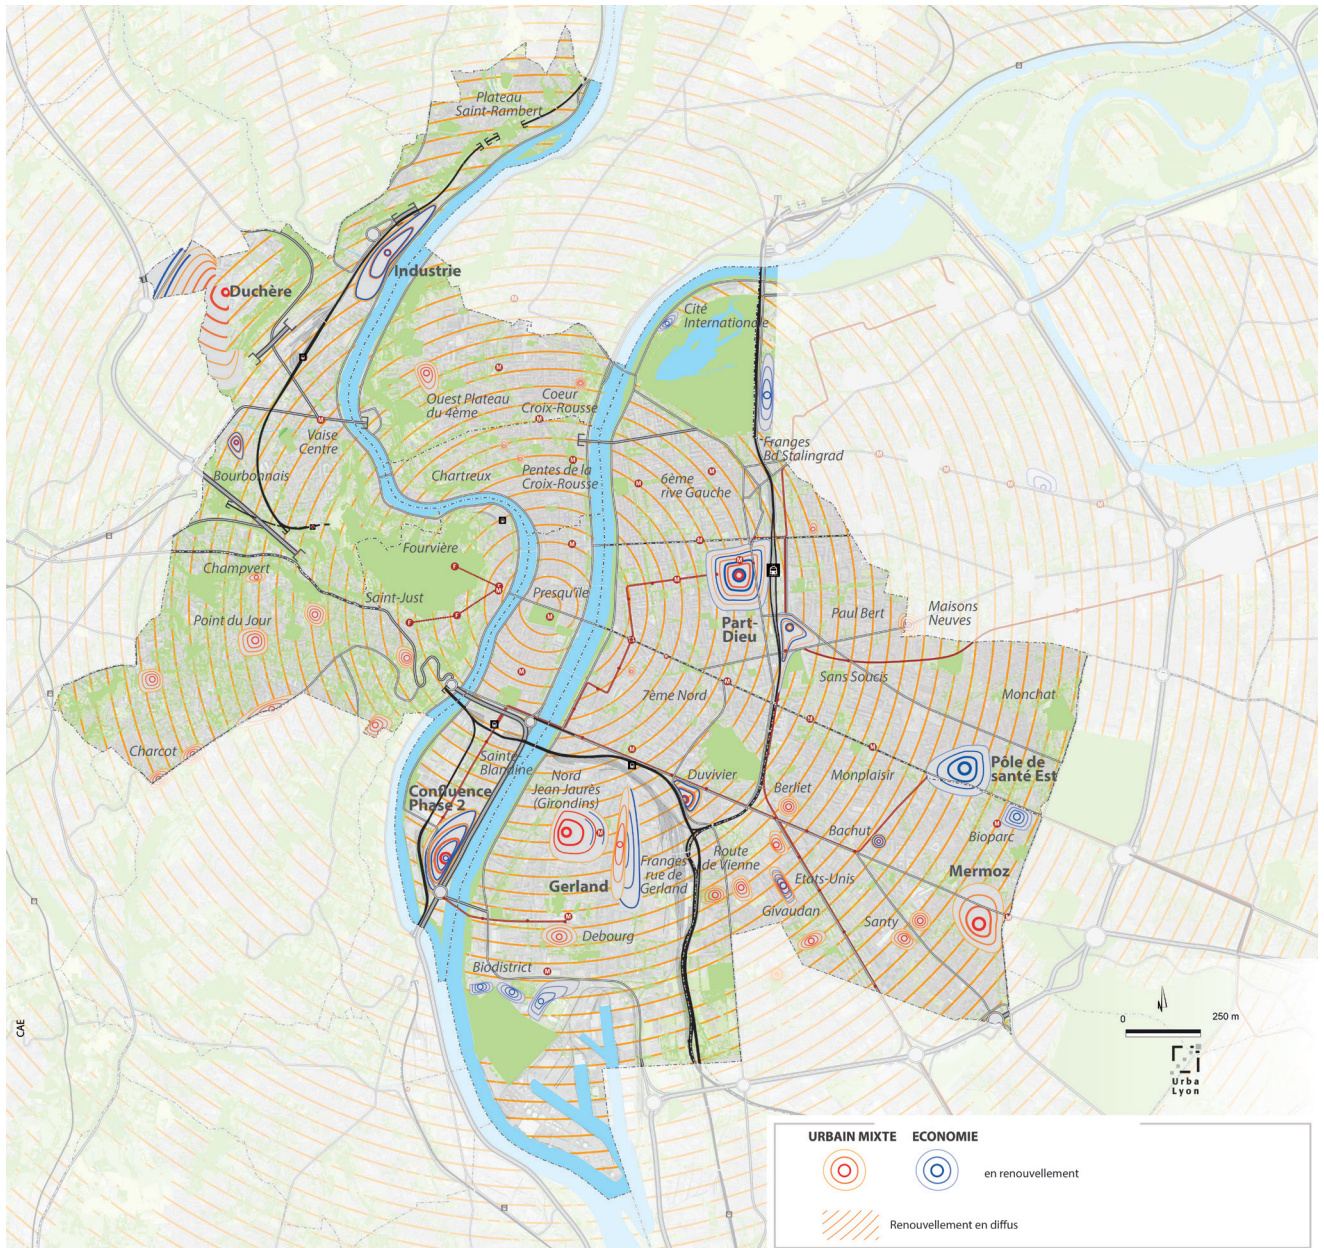 Plateau
Saint-Rambert
Industrie
Duchère
Cité
Internationale
Ouest Plateau
du 4ème
Coeur
Croix-Rousse
Vaise
Centre
Franges
Bd Stalingrad
Bourbonnais
Chartreux
Pentes de la
Croix-Rousse
6ème
rive Gauche
Fourvière
Champvert
Saint-Just
Presqu'île
Point du Jour
Part-
Dieu
Paul Bert
Maisons
Neuves
Sans Soucis
7ème Nord
Monchat
Charcot
Sainte
Blandine
Nord
Jean Jaurès
(Girondins)
Duvivier
Monplaisir
Pôle de
santé Est
Confluence
Phase 2
Berliet
Bachut
Bioparc
Gerland
Franges
rue de
Gerland
Route
de Vienne
Etats-Unis
Mermoz
Givaudan
Santy
Debourg
Biodistrict
CAE
0 250 m
Urba
Lyon
URBAIN MIXTE ECONOMIE
en renouvellement
Renouvellement en diffus